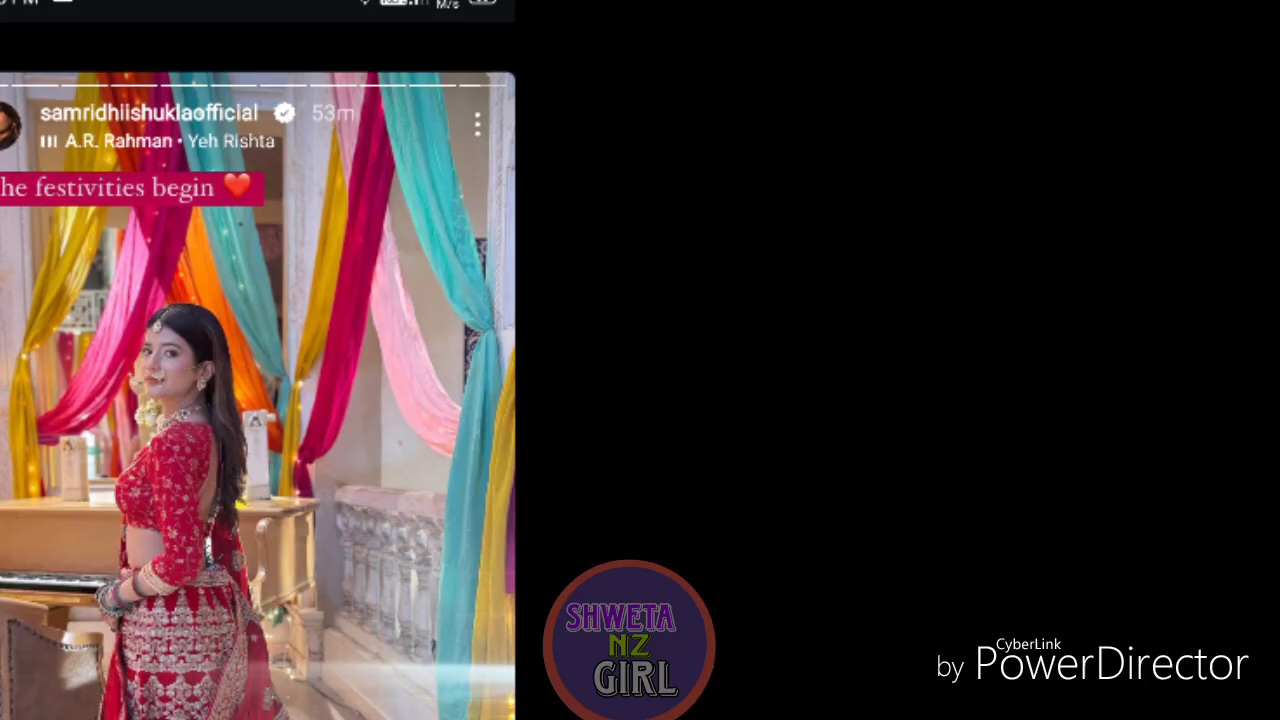 samridhiishuklaofficial 53m
A.R. Rahman • Yeh Rishta
he festivities begin ❤️
SHWETA
NZ
GIRL
CyberLink
by PowerDirector